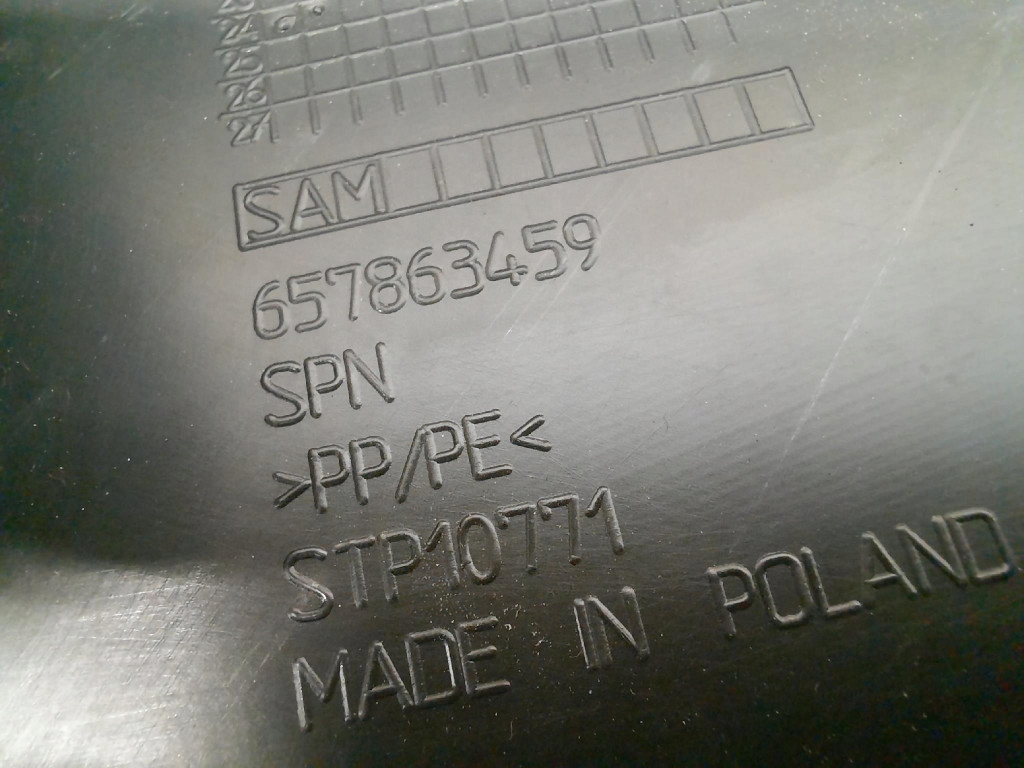 24
25
26
27
SAM
657863459
SPN
>PP/PE<
STP10771
MADE IN POLAND